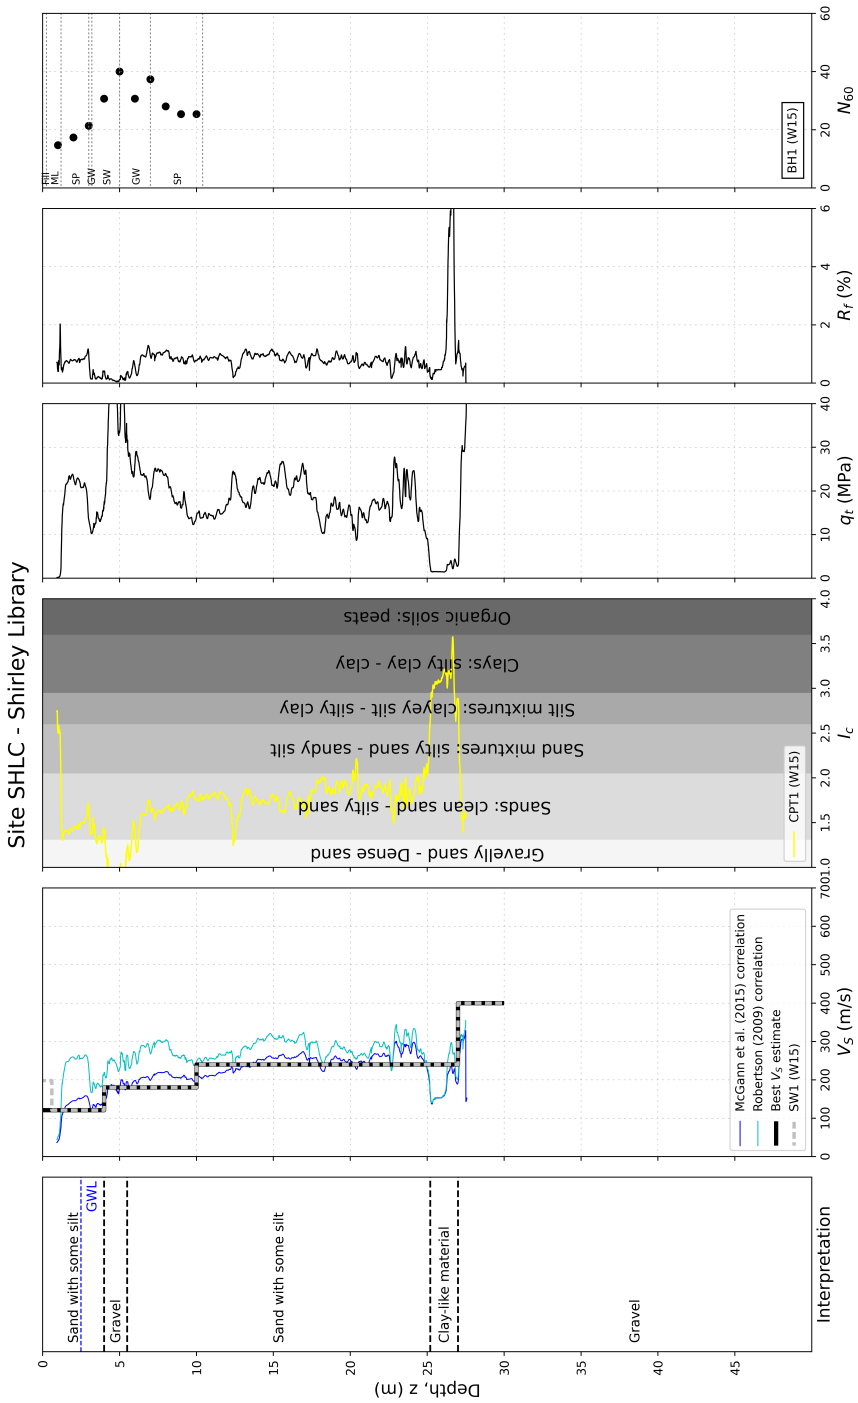 Site SHLC - Shirley Library
0
5
10
15
20
25
30
35
40
45
Depth, z (m)
Sand with some silt
GWL
Gravel
Sand with some silt
Clay-like material
Gravel
Interpretation
0
100
200
300
400
500
600
700
V_S (m/s)
McGann et al. (2015) correlation
Robertson (2009) correlation
Best V_S estimate
SW1 (W15)
1.0
1.5
2.0
2.5
3.0
3.5
4.0
I_c
Gravelly sand - Dense sand
Sands: clean sand - silty sand
Sand mixtures: silty sand - sandy silt
Silt mixtures: clayey silt - silty clay
Clays: silty clay - clay
Organic soils: peats
CPT1 (W15)
0
10
20
30
40
q_t (MPa)
0
2
4
6
R_f (%)
0
20
40
60
N_60
Fill
ML
SP
GW
SW
GW
SP
BH1 (W15)